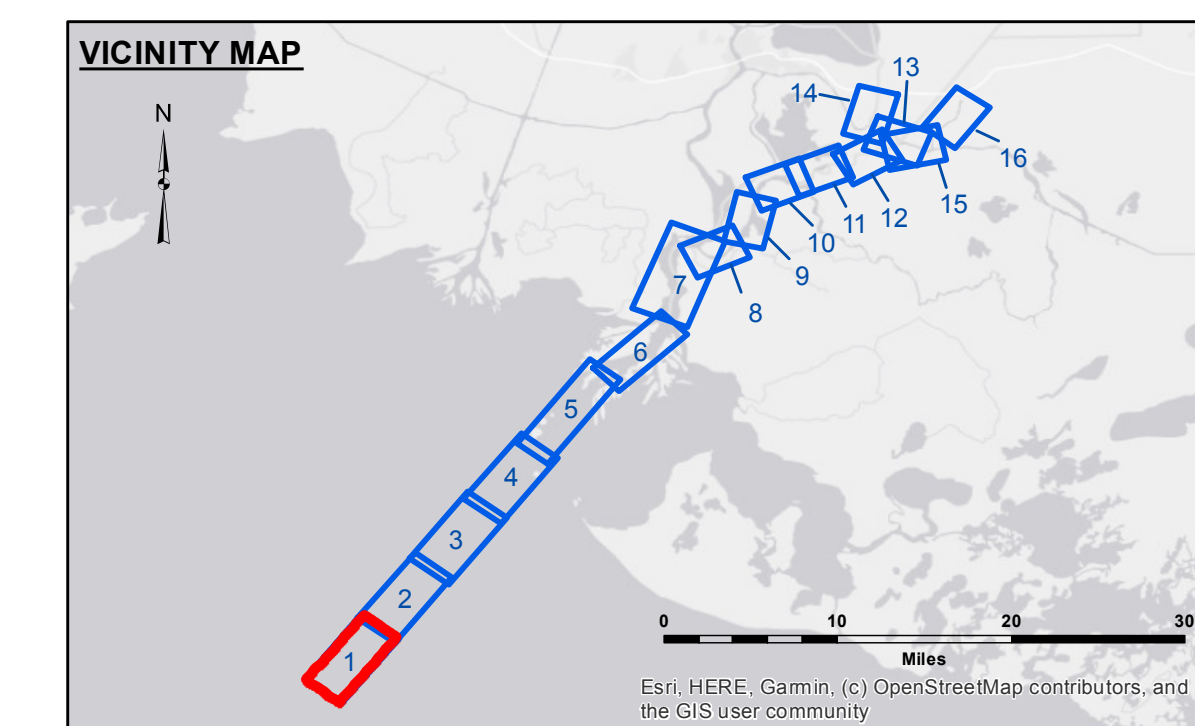 VICINITY MAP
N
13
14
16
15
12
11
10
9
7
8
6
5
4
3
2
1
0 10 20 30
Miles
Esri, HERE, Garmin, (c) OpenStreetMap contributors, and
the GIS user community